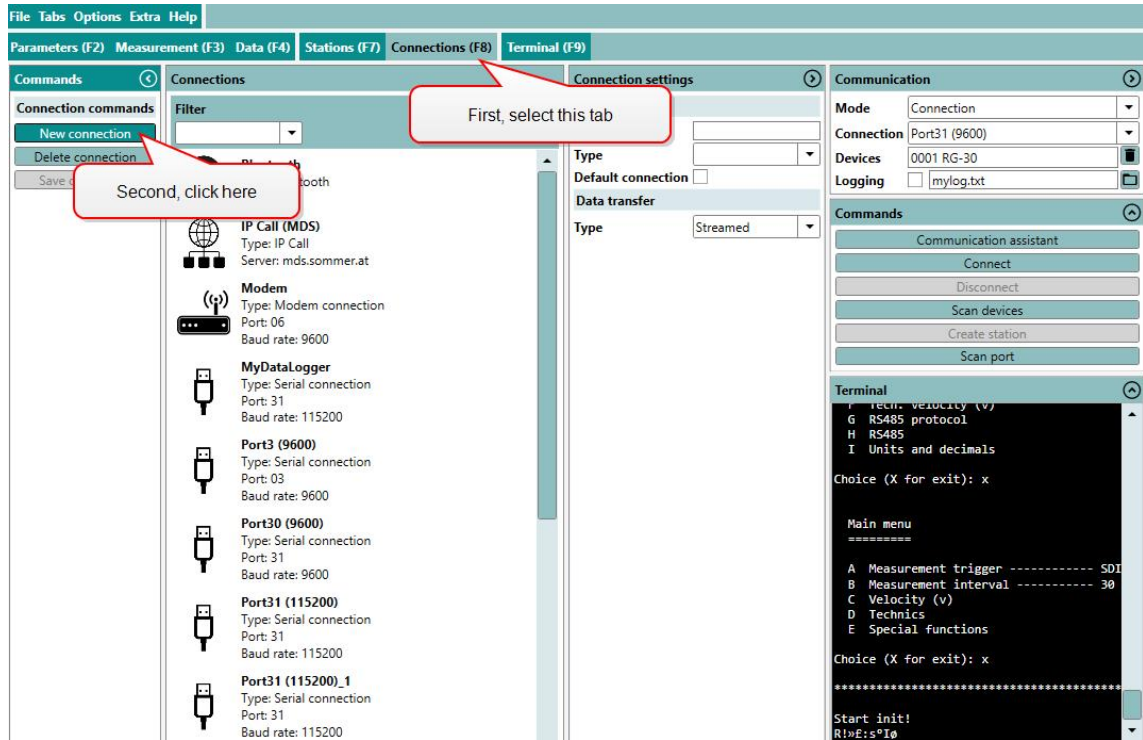 File Tabs Options Extra Help
Parameters (F2) Measurement (F3) Data (F4) Stations (F7) Connections (F8) Terminal (F9)
Commands
Connection commands
New connection
Delete connection
Save
Second, click here
Connections
Filter
First, select this tab
IP Call (MDS)
Type: IP Call
Server: mds.sommer.at
Modem
Type: Modem connection
Port: 06
Baud rate: 9600
MyDataLogger
Type: Serial connection
Port: 31
Baud rate: 115200
Port3 (9600)
Type: Serial connection
Port: 03
Baud rate: 9600
Port30 (9600)
Type: Serial connection
Port: 31
Baud rate: 9600
Port31 (115200)
Type: Serial connection
Port: 31
Baud rate: 115200
Port31 (115200)_1
Type: Serial connection
Port: 31
Baud rate: 115200
Connection settings
Type
Default connection
Data transfer
Type Streamed
Communication
Mode Connection
Connection Port31 (9600)
Devices 0001 RG-30
Logging mylog.txt
Commands
Communication assistant
Connect
Disconnect
Scan devices
Create station
Scan port
Terminal
F Tech. velocity (v)
G RS485 protocol
H RS485
I Units and decimals
Choice (X for exit): x
Main menu
=========
A Measurement trigger ------------ SDI
B Measurement interval ----------- 30
C Velocity (v)
D Technics
E Special functions
Choice (X for exit): x
*****************************************
Start init!
R!»£:s°Iø